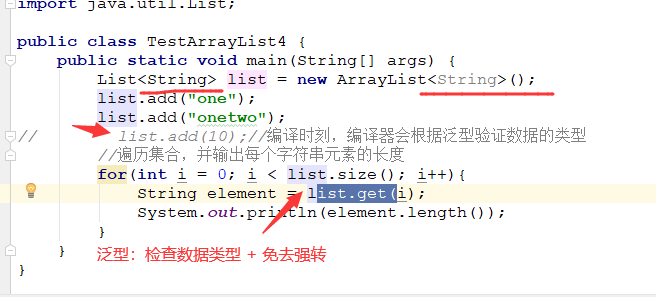 import java.util.List;
public class TestArrayList4 {
public static void main(String[] args) {
List<String> list = new ArrayList<String>();
list.add("one");
list.add("onetwo");
// list.add(10);//编译时刻，编译器会根据泛型验证数据的类型
//遍历集合，并输出每个字符串元素的长度
for(int i = 0; i < list.size(); i++){
String element = list.get(i);
System.out.println(element.length());
}
}
泛型：检查数据类型 + 免去强转
}